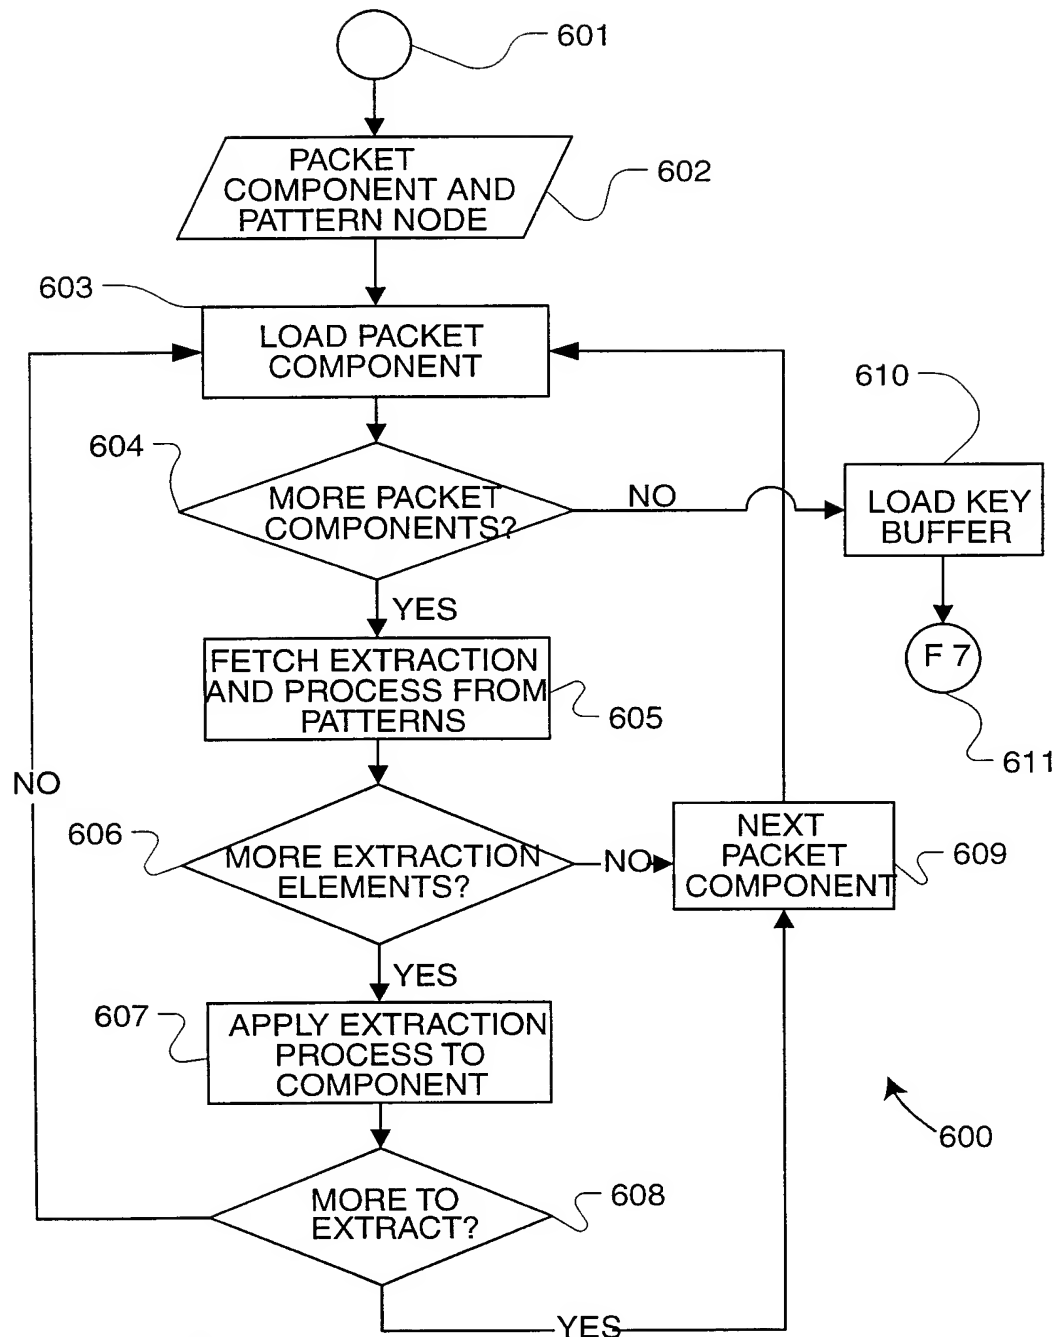 601
PACKET
COMPONENT AND
PATTERN NODE
602
603
LOAD PACKET
COMPONENT
610
604
MORE PACKET
COMPONENTS?
NO
LOAD KEY
BUFFER
YES
F 7
FETCH EXTRACTION
AND PROCESS FROM
PATTERNS
605
611
NO
606
MORE EXTRACTION
ELEMENTS?
NO
NEXT
PACKET
COMPONENT
609
YES
607
APPLY EXTRACTION
PROCESS TO
COMPONENT
600
MORE TO
EXTRACT?
608
YES